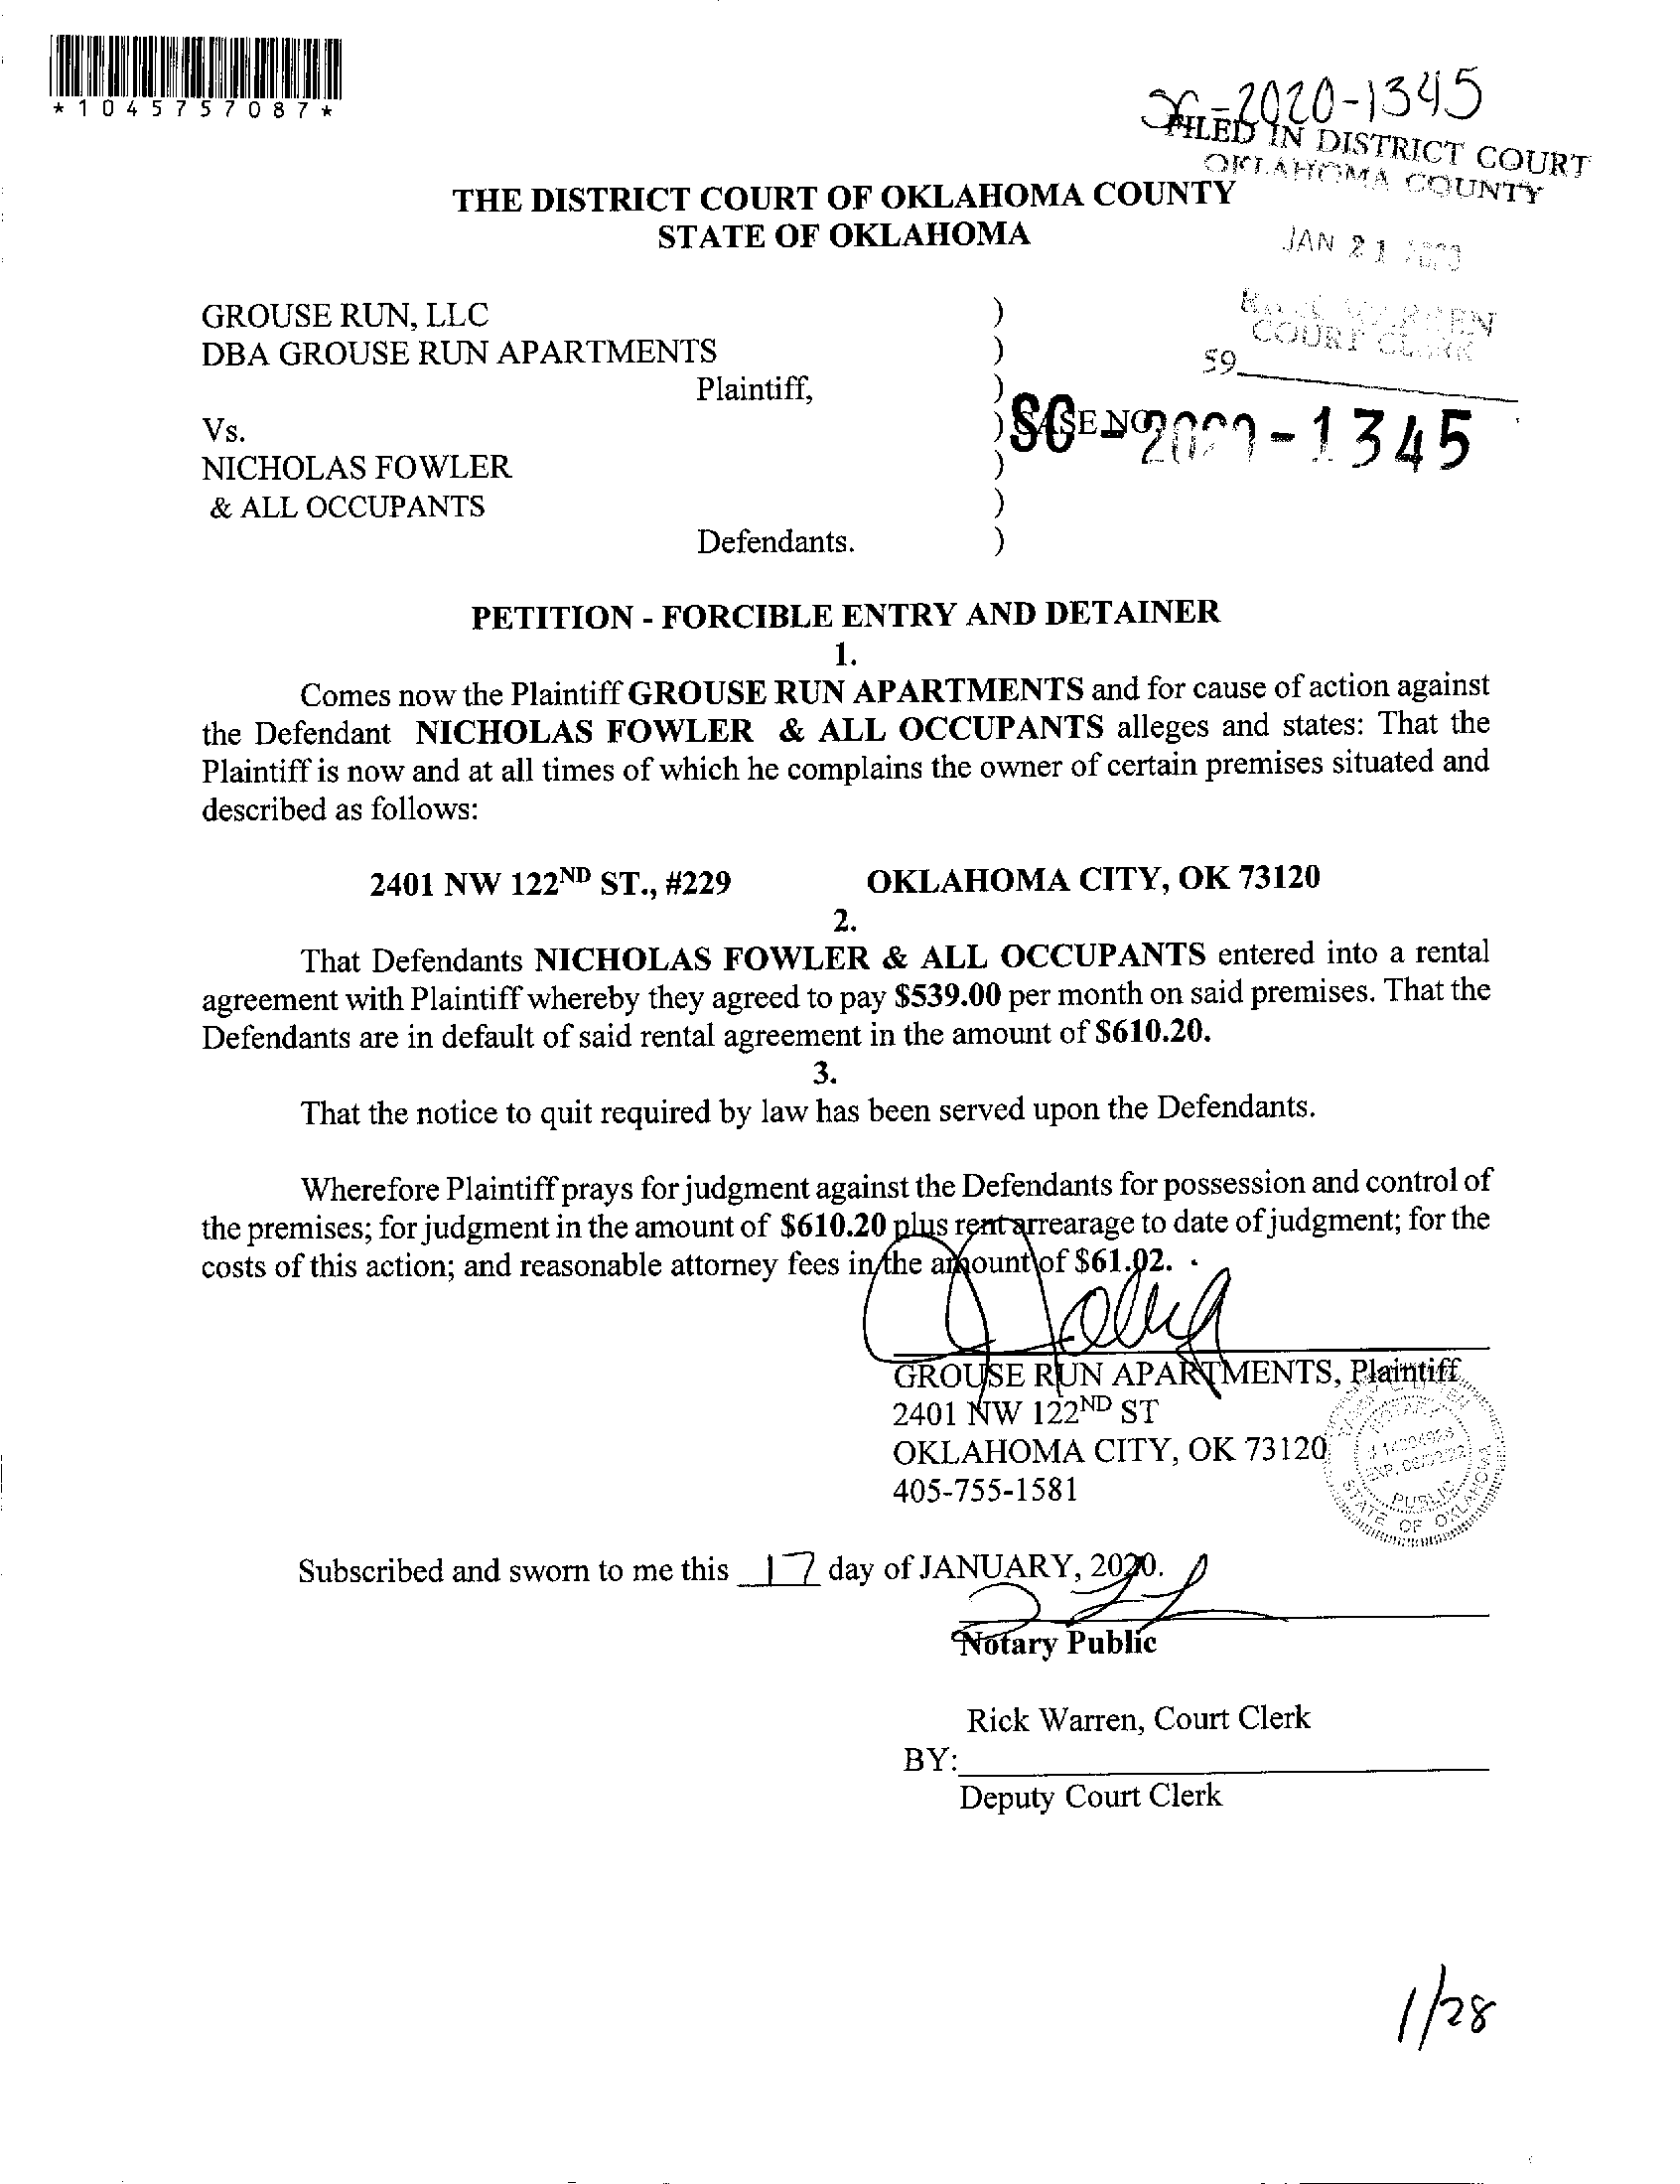 *1045757087*
SC-2020-1345
FILED IN DISTRICT COURT
OKLAHOMA COUNTY
THE DISTRICT COURT OF OKLAHOMA COUNTY
STATE OF OKLAHOMA
JAN 21
COURT CLERK
59
GROUSE RUN, LLC )
DBA GROUSE RUN APARTMENTS )
Plaintiff, )
Vs. ) CASE NO. SC-2020-1345
NICHOLAS FOWLER )
& ALL OCCUPANTS )
Defendants. )
PETITION - FORCIBLE ENTRY AND DETAINER
1.
Comes now the Plaintiff GROUSE RUN APARTMENTS and for cause of action against
the Defendant NICHOLAS FOWLER & ALL OCCUPANTS alleges and states: That the
Plaintiff is now and at all times of which he complains the owner of certain premises situated and
described as follows:
2401 NW 122ND ST., #229 OKLAHOMA CITY, OK 73120
2.
That Defendants NICHOLAS FOWLER & ALL OCCUPANTS entered into a rental
agreement with Plaintiff whereby they agreed to pay $539.00 per month on said premises. That the
Defendants are in default of said rental agreement in the amount of $610.20.
3.
That the notice to quit required by law has been served upon the Defendants.
Wherefore Plaintiff prays for judgment against the Defendants for possession and control of
the premises; for judgment in the amount of $610.20 plus rent arrearage to date of judgment; for the
costs of this action; and reasonable attorney fees in the amount of $61.02.
GROUSE RUN APARTMENTS, Plaintiff
2401 NW 122ND ST
OKLAHOMA CITY, OK 73120
405-755-1581
NOTARY
EXP.
PUBLIC
STATE OF OKLAHOMA
Subscribed and sworn to me this 17 day of JANUARY, 2020.
Notary Public
Rick Warren, Court Clerk
BY:
Deputy Court Clerk
1/28